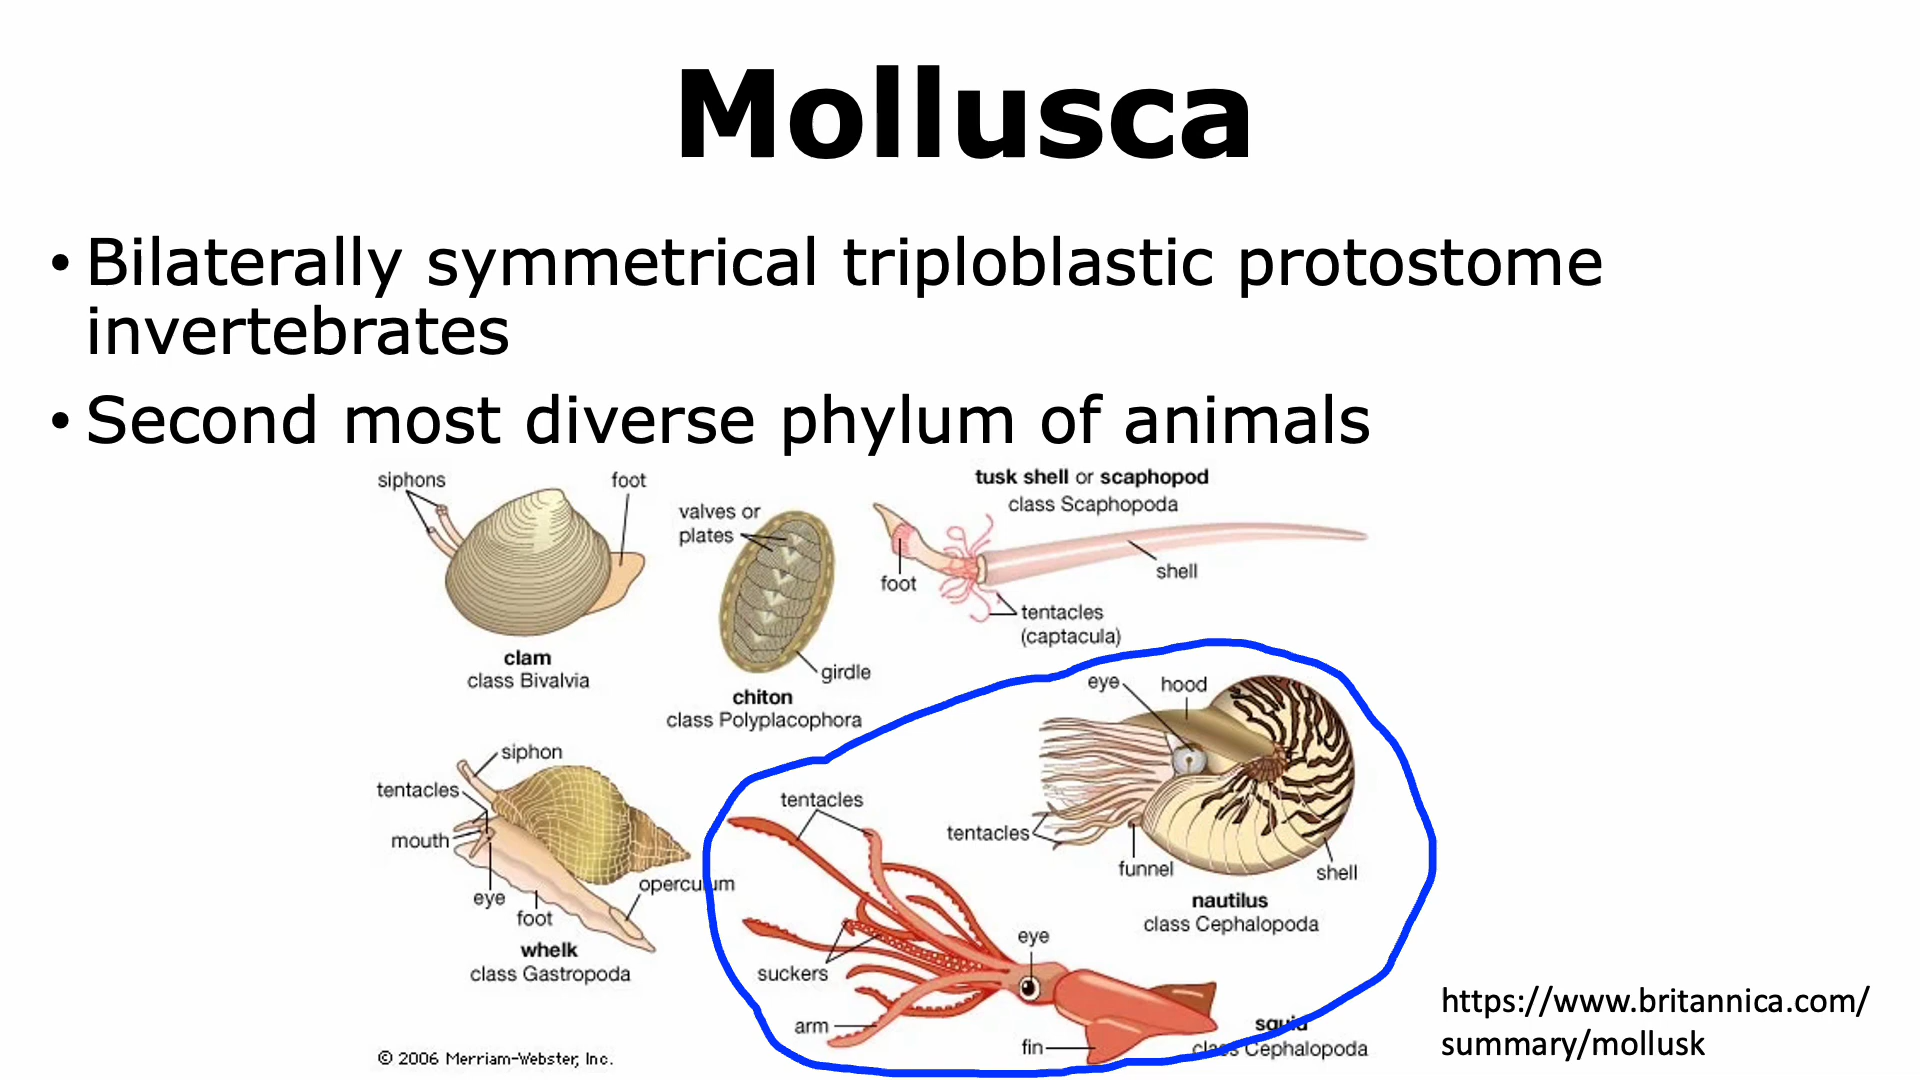 Mollusca
• Bilaterally symmetrical triploblastic protostome
invertebrates
• Second most diverse phylum of animals
siphons
foot
clam
class Bivalvia
valves or
plates
girdle
chiton
class Polyplacophora
tusk shell or scaphopod
class Scaphopoda
foot
shell
tentacles
(captacula)
siphon
tentacles
mouth
eye
foot
operculum
whelk
class Gastropoda
eye
hood
tentacles
funnel
shell
nautilus
class Cephalopoda
tentacles
suckers
arm
eye
fin
squid
class Cephalopoda
© 2006 Merriam-Webster, Inc.
https://www.britannica.com/
summary/mollusk